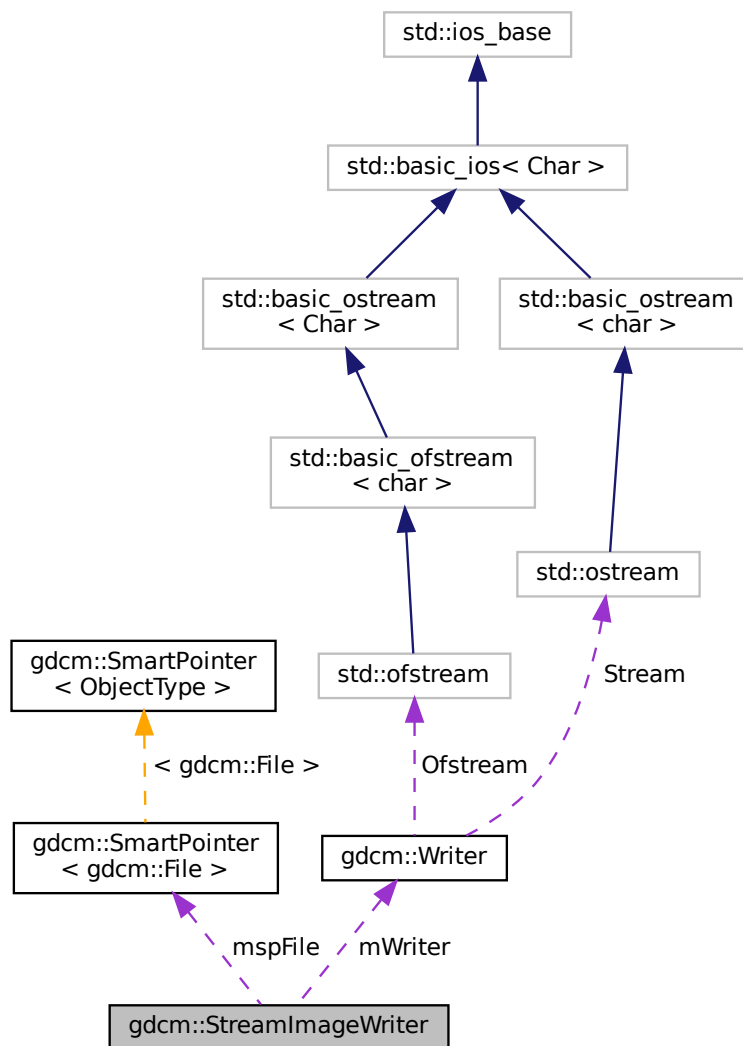 std::ios_base
std::basic_ios< Char >
std::basic_ostream
< Char >
std::basic_ostream
< char >
std::basic_ofstream
< char >
std::ostream
gdcm::SmartPointer
< ObjectType >
std::ofstream
Stream
< gdcm::File >
Ofstream
gdcm::SmartPointer
< gdcm::File >
gdcm::Writer
mspFile
mWriter
gdcm::StreamImageWriter